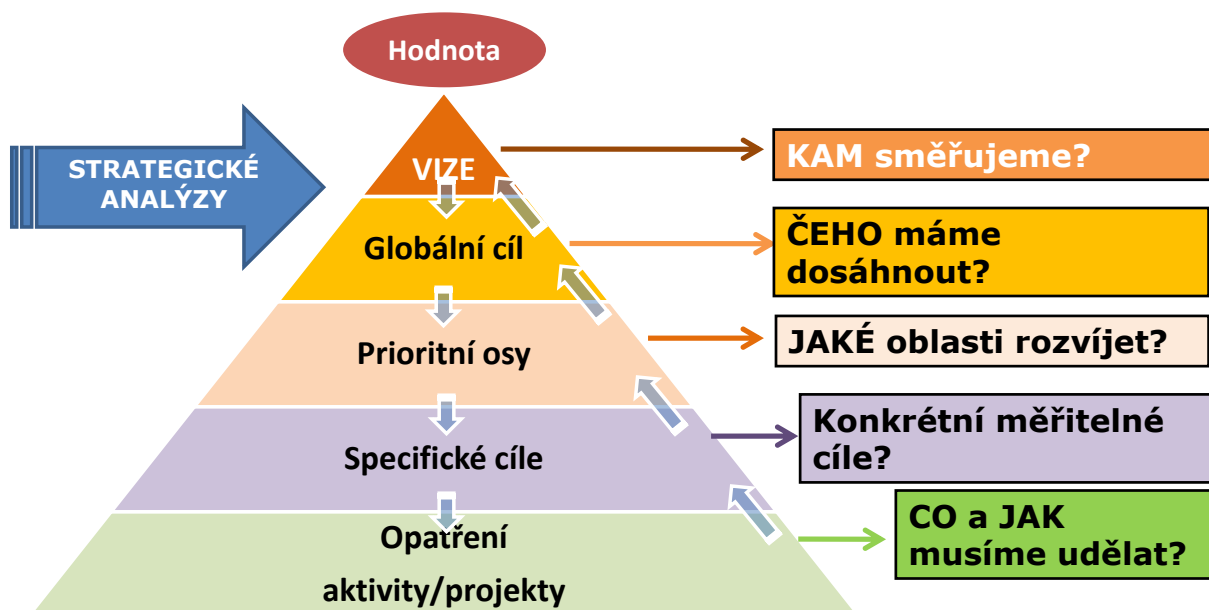 Hodnota
STRATEGICKÉ
ANALÝZY
VIZE
KAM směřujeme?
Globální cíl
ČEHO máme
dosáhnout?
Prioritní osy
JAKÉ oblasti rozvíjet?
Specifické cíle
Konkrétní měřitelné
cíle?
Opatření
aktivity/projekty
CO a JAK
musíme udělat?